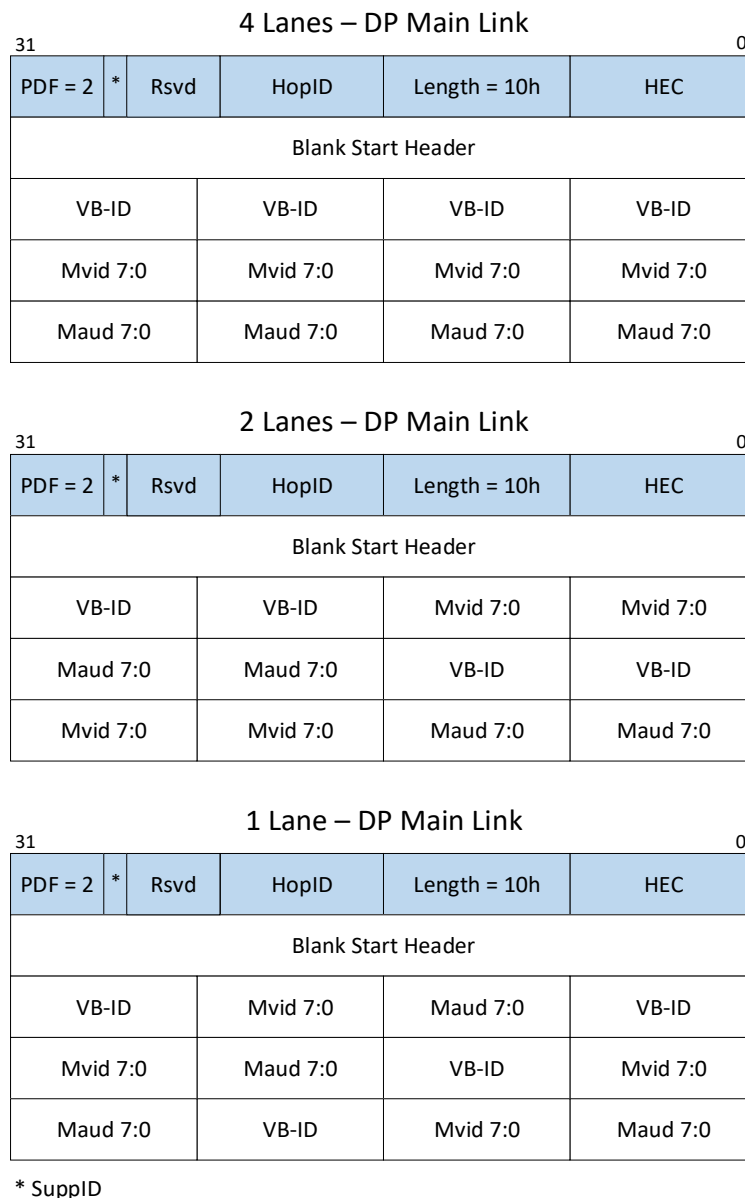 4 Lanes – DP Main Link
31 0
PDF = 2 * Rsvd HopID Length = 10h HEC
Blank Start Header
VB-ID VB-ID VB-ID VB-ID
Mvid 7:0 Mvid 7:0 Mvid 7:0 Mvid 7:0
Maud 7:0 Maud 7:0 Maud 7:0 Maud 7:0
2 Lanes – DP Main Link
31 0
PDF = 2 * Rsvd HopID Length = 10h HEC
Blank Start Header
VB-ID VB-ID Mvid 7:0 Mvid 7:0
Maud 7:0 Maud 7:0 VB-ID VB-ID
Mvid 7:0 Mvid 7:0 Maud 7:0 Maud 7:0
1 Lane – DP Main Link
31 0
PDF = 2 * Rsvd HopID Length = 10h HEC
Blank Start Header
VB-ID Mvid 7:0 Maud 7:0 VB-ID
Mvid 7:0 Maud 7:0 VB-ID Mvid 7:0
Maud 7:0 VB-ID Mvid 7:0 Maud 7:0
* SuppID